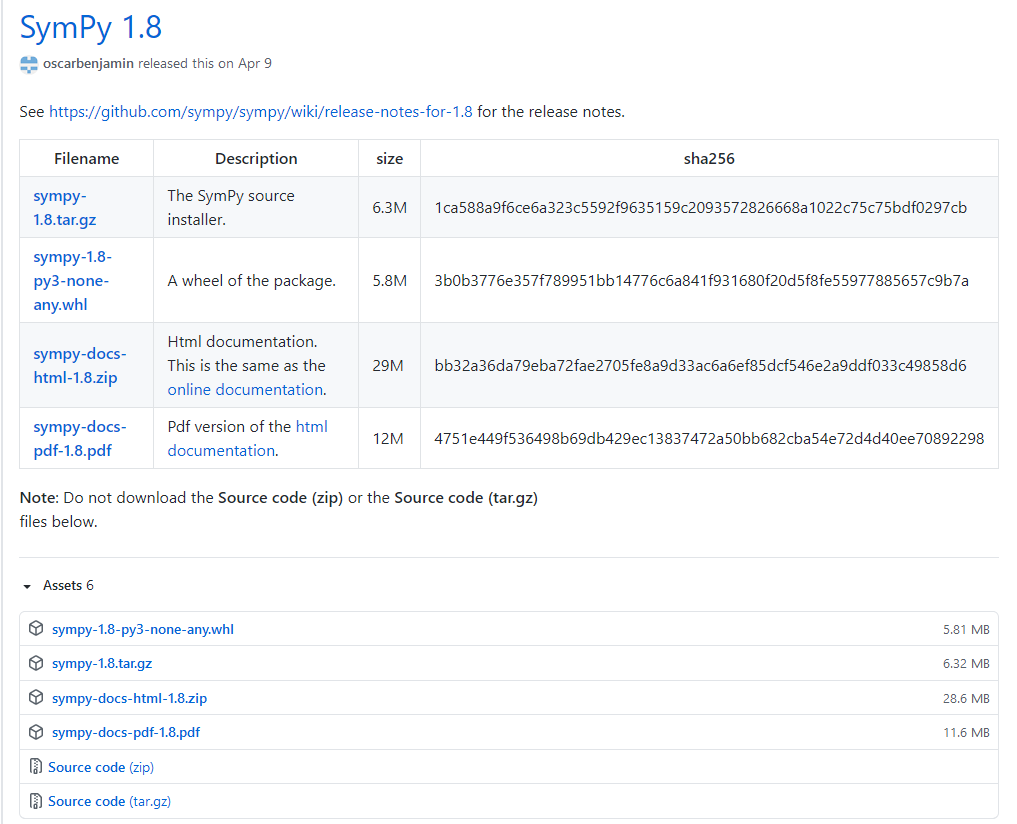 SymPy 1.8
oscarbenjamin released this on Apr 9
See https://github.com/sympy/sympy/wiki/release-notes-for-1.8 for the release notes.
Filename Description size sha256
sympy-
1.8.tar.gz
The SymPy source
installer.
6.3M
1ca588a9f6ce6a323c5592f9635159c2093572826668a1022c75c75bdf0297cb
sympy-1.8-
py3-none-
any.whl
A wheel of the package.
5.8M
3b0b3776e357f789951bb14776c6a841f931680f20d5f8fe55977885657c9b7a
sympy-docs-
html-1.8.zip
Html documentation.
This is the same as the
online documentation.
29M
bb32a36da79eba72fae2705fe8a9d33ac6a6ef85dcf546e2a9ddf033c49858d6
sympy-docs-
pdf-1.8.pdf
Pdf version of the html
documentation.
12M
4751e449f536498b69db429ec13837472a50bb682cba54e72d4d40ee70892298
Note: Do not download the Source code (zip) or the Source code (tar.gz)
files below.
Assets 6
sympy-1.8-py3-none-any.whl 5.81 MB
sympy-1.8.tar.gz 6.32 MB
sympy-docs-html-1.8.zip 28.6 MB
sympy-docs-pdf-1.8.pdf 11.6 MB
Source code (zip)
Source code (tar.gz)